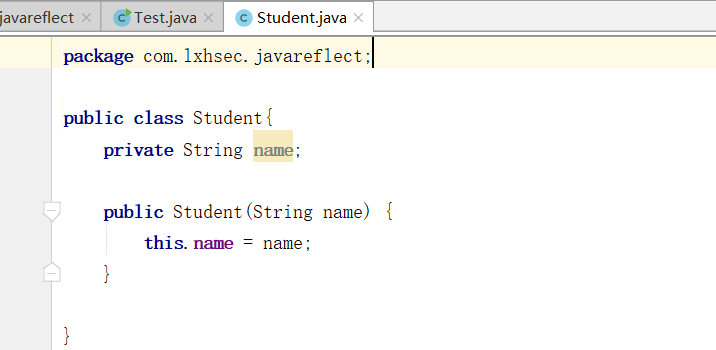 javareflect × Test.java × Student.java ×
package com.lxhsec.javareflect;
public class Student{
private String name;
public Student(String name) {
this.name = name;
}
}